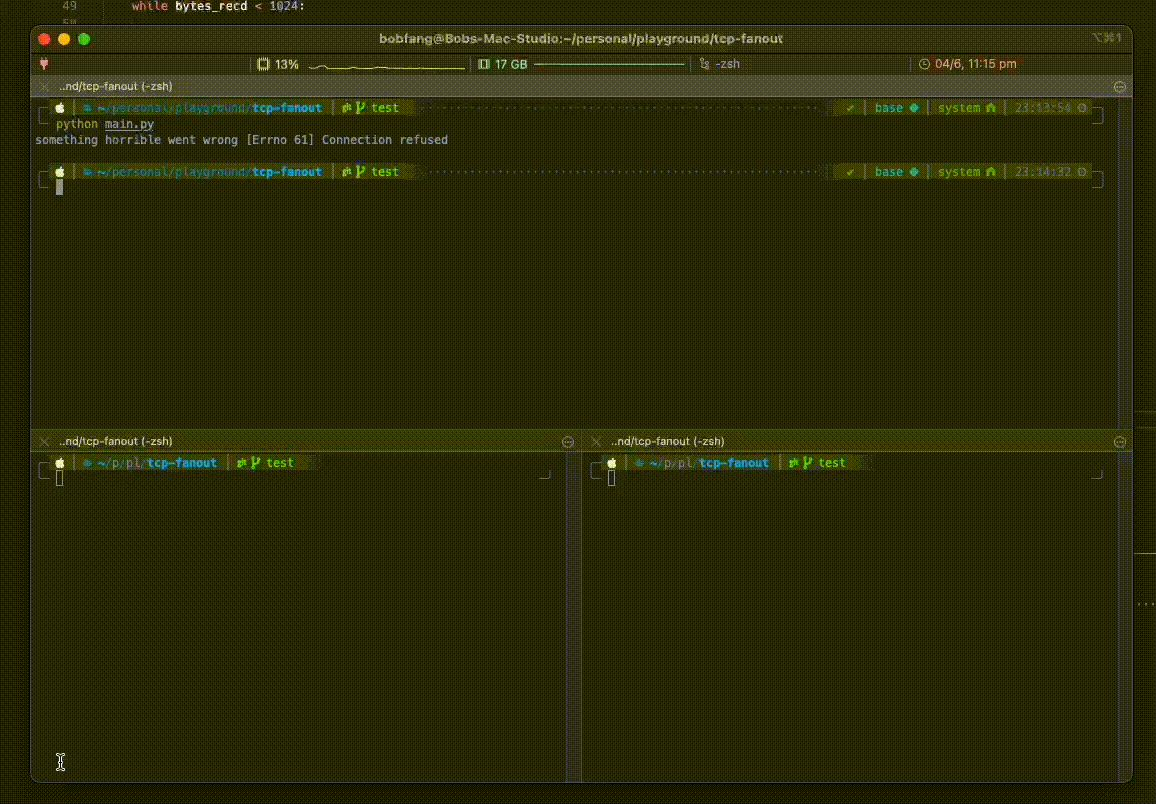 49 while bytes_recd < 1024:
50
bobfang@Bobs-Mac-Studio:~/personal/playground/tcp-fanout ⌥⌘1
13% 17 GB -zsh 04/6, 11:15 pm
..nd/tcp-fanout (-zsh)
~/personal/playground/tcp-fanout test ✔ base system 23:13:54
python main.py
something horrible went wrong [Errno 61] Connection refused
~/personal/playground/tcp-fanout test ✔ base system 23:14:32
..nd/tcp-fanout (-zsh)
~/p/pl/tcp-fanout test
..nd/tcp-fanout (-zsh)
~/p/pl/tcp-fanout test